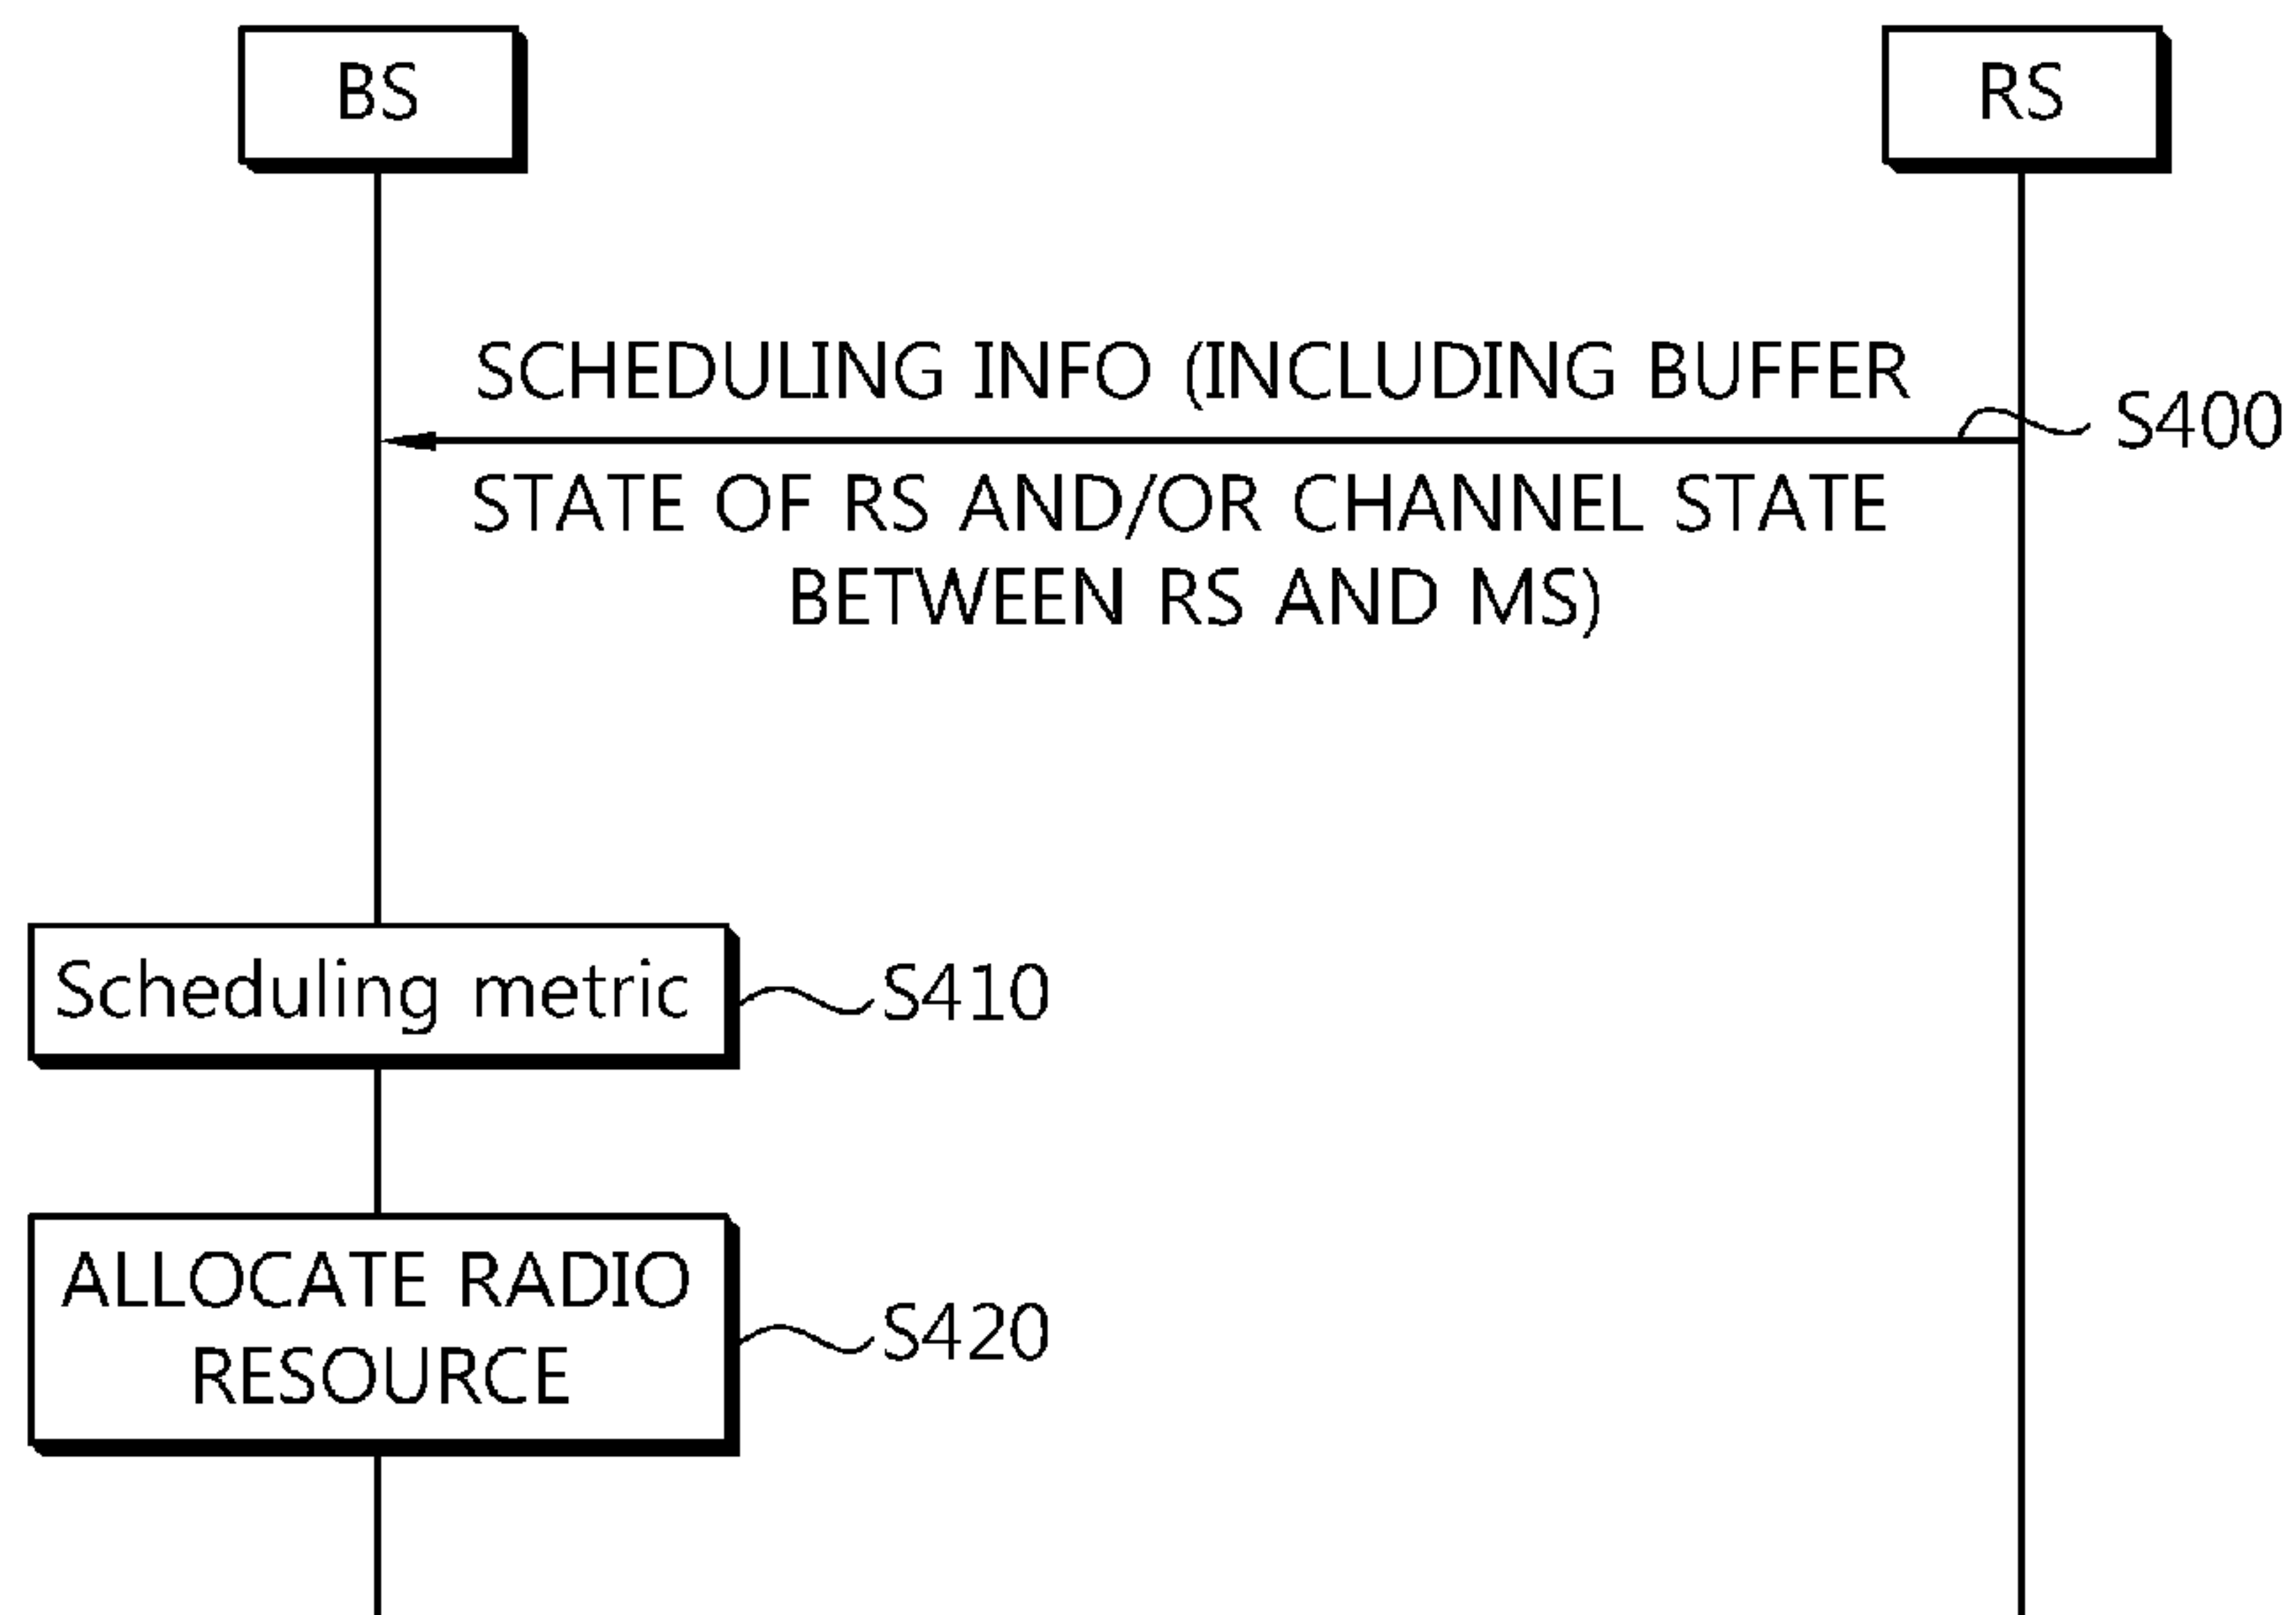 BS
RS
SCHEDULING INFO (INCLUDING BUFFER
S400
STATE OF RS AND/OR CHANNEL STATE
BETWEEN RS AND MS)
Scheduling metric
S410
ALLOCATE RADIO
RESOURCE
S420